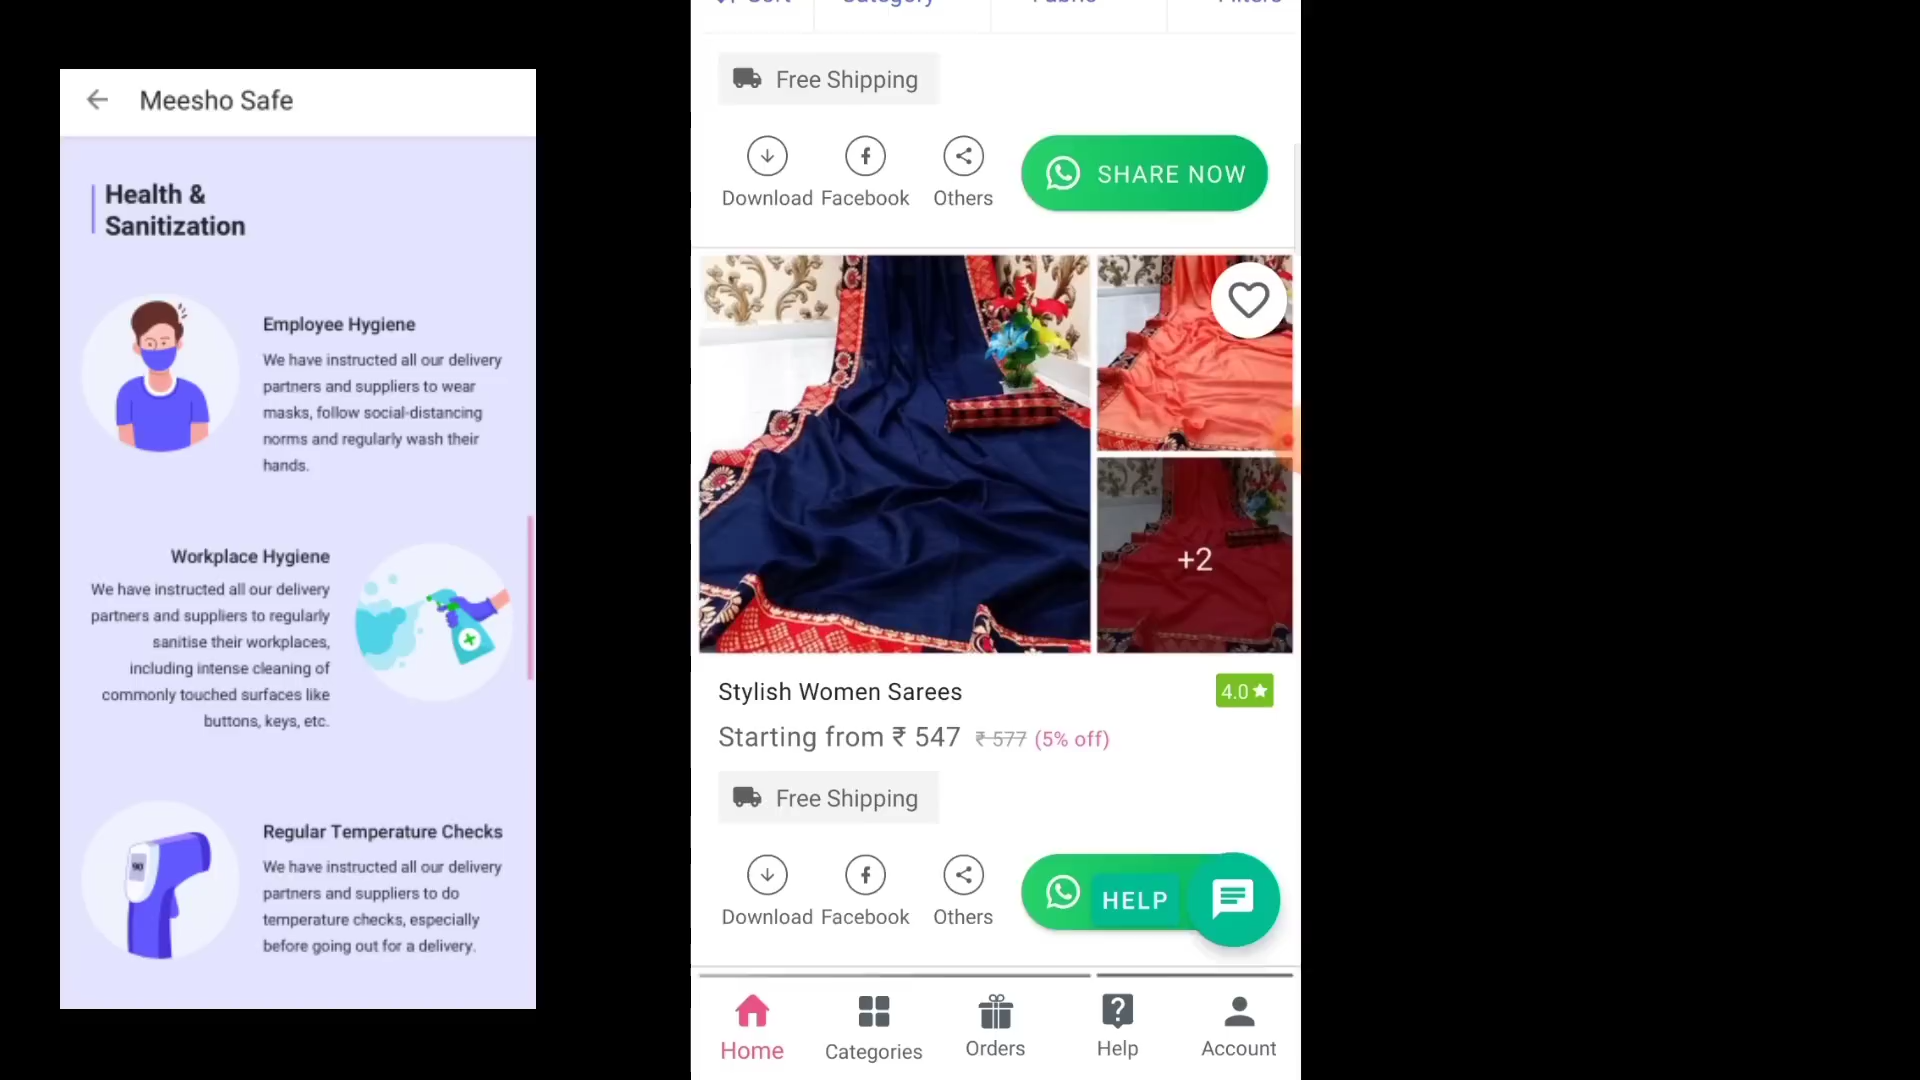 Meesho Safe
Health &
Sanitization
Employee Hygiene
We have instructed all our delivery
partners and suppliers to wear
masks, follow social-distancing
norms and regularly wash their
hands.
Workplace Hygiene
We have instructed all our delivery
partners and suppliers to regularly
sanitise their workplaces,
including intense cleaning of
commonly touched surfaces like
buttons, keys, etc.
90
Regular Temperature Checks
We have instructed all our delivery
partners and suppliers to do
temperature checks, especially
before going out for a delivery.
Sort Category Fabric Filters
Free Shipping
Download Facebook Others SHARE NOW
+2
Stylish Women Sarees 4.0
Starting from ₹ 547 ₹ 577 (5% off)
Free Shipping
Download Facebook Others HELP
Home Categories Orders Help Account